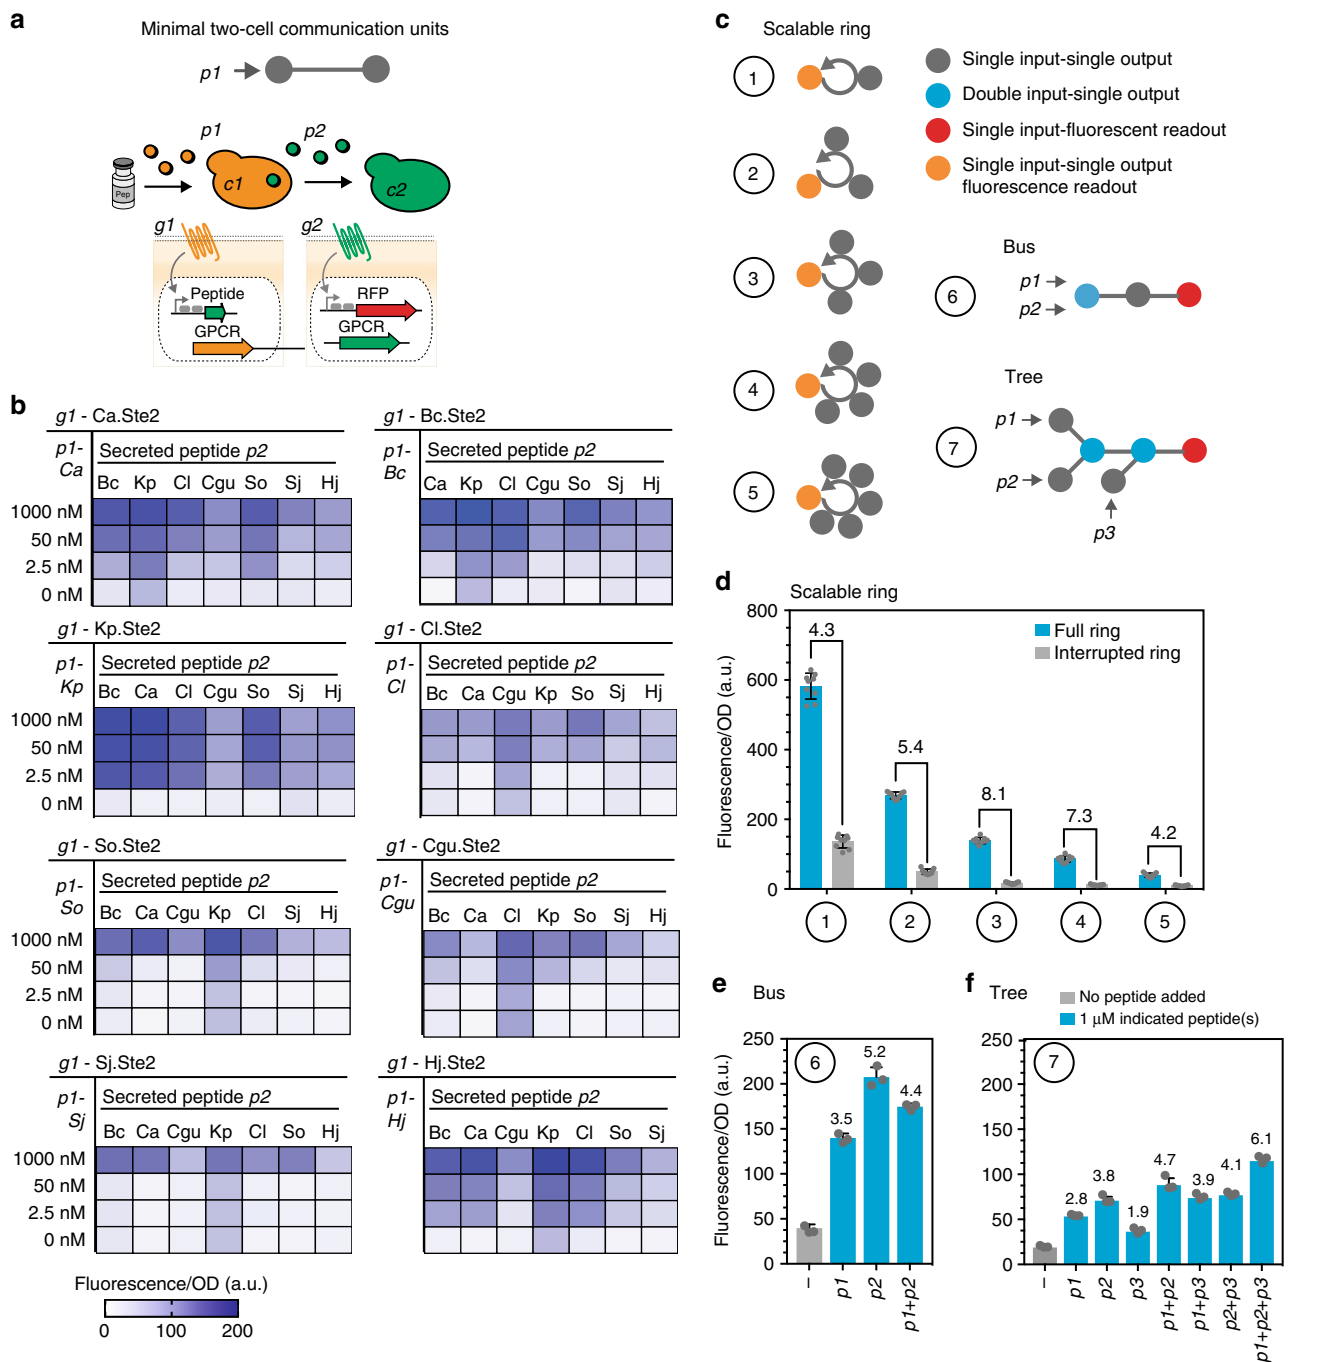 a
Minimal two-cell communication units
p1
p1
p2
Pep
c1
c2
g1
g2
Peptide
GPCR
RFP
GPCR
b
g1 - Ca.Ste2
p1-
Ca
Secreted peptide p2
Bc Kp Cl Cgu So Sj Hj
1000 nM
50 nM
2.5 nM
0 nM
g1 - Bc.Ste2
p1-
Bc
Secreted peptide p2
Ca Kp Cl Cgu So Sj Hj
g1 - Kp.Ste2
p1-
Kp
Secreted peptide p2
Bc Ca Cl Cgu So Sj Hj
1000 nM
50 nM
2.5 nM
0 nM
g1 - Cl.Ste2
p1-
Cl
Secreted peptide p2
Bc Ca Cgu Kp So Sj Hj
g1 - So.Ste2
p1-
So
Secreted peptide p2
Bc Ca Cgu Kp Cl Sj Hj
1000 nM
50 nM
2.5 nM
0 nM
g1 - Cgu.Ste2
p1-
Cgu
Secreted peptide p2
Bc Ca Cl Kp So Sj Hj
g1 - Sj.Ste2
p1-
Sj
Secreted peptide p2
Bc Ca Cgu Kp Cl So Hj
1000 nM
50 nM
2.5 nM
0 nM
g1 - Hj.Ste2
p1-
Hj
Secreted peptide p2
Bc Ca Cgu Kp Cl So Sj
Fluorescence/OD (a.u.)
0 100 200
c
Scalable ring
1
2
3
4
5
Single input-single output
Double input-single output
Single input-fluorescent readout
Single input-single output
fluorescence readout
Bus
6
p1
p2
Tree
7
p1
p2
p3
d
Scalable ring
Fluorescence/OD (a.u.)
800
600
400
200
0
Full ring
Interrupted ring
4.3
5.4
8.1
7.3
4.2
1 2 3 4 5
e
Bus
6
Fluorescence/OD (a.u.)
250
200
150
100
50
0
3.5
5.2
4.4
–
p1
p2
p1+p2
f
Tree
No peptide added
1 µM indicated peptide(s)
7
250
200
150
100
50
0
2.8
3.8
1.9
4.7
3.9
4.1
6.1
–
p1
p2
p3
p1+p2
p1+p3
p2+p3
p1+p2+p3